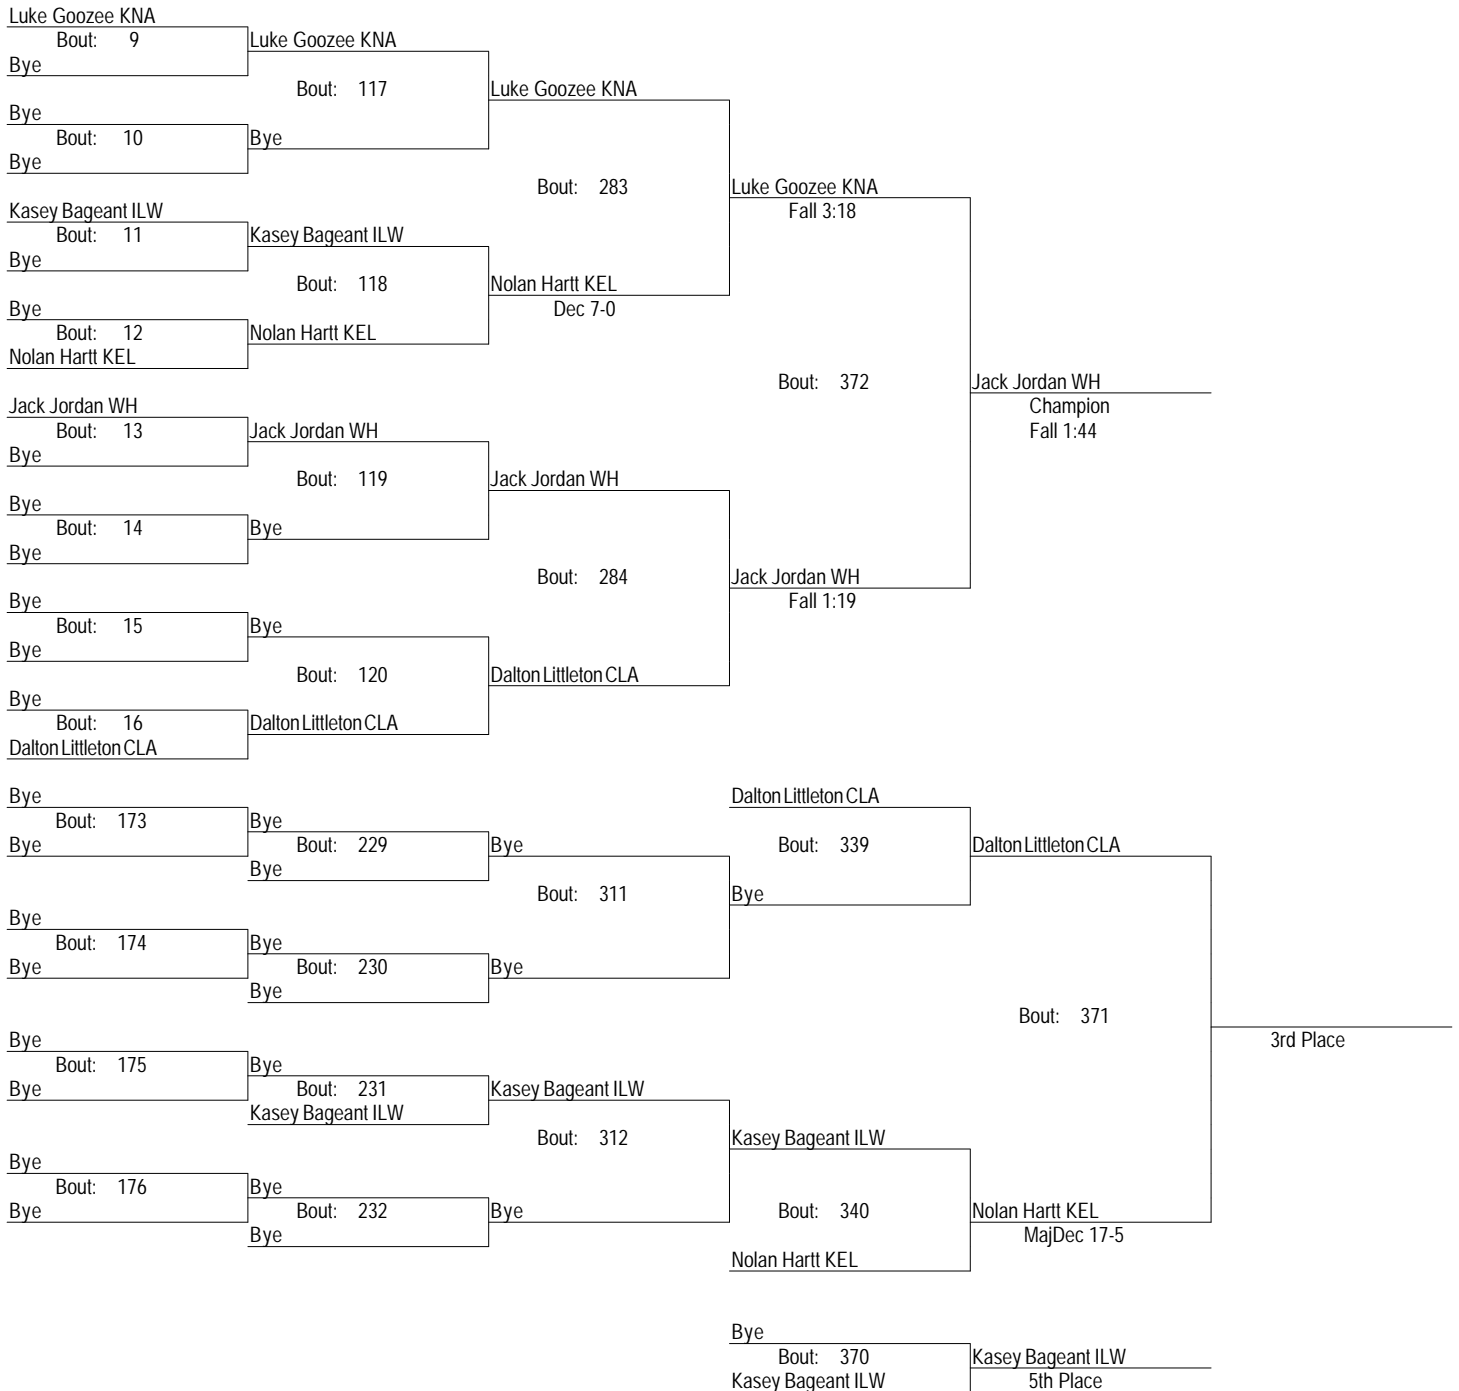 Luke Goozee KNA
Bout: 9
Luke Goozee KNA
Bye
Bout: 117
Luke Goozee KNA
Bye
Bout: 10
Bye
Bye
Bout: 283
Luke Goozee KNA
Fall 3:18
Kasey Bageant ILW
Bout: 11
Kasey Bageant ILW
Bye
Bout: 118
Nolan Hartt KEL
Dec 7-0
Bye
Bout: 12
Nolan Hartt KEL
Nolan Hartt KEL
Bout: 372
Jack Jordan WH
Champion
Fall 1:44
Jack Jordan WH
Bout: 13
Jack Jordan WH
Bye
Bout: 119
Jack Jordan WH
Bye
Bout: 14
Bye
Bye
Bout: 284
Jack Jordan WH
Fall 1:19
Bye
Bout: 15
Bye
Bye
Bout: 120
Dalton Littleton CLA
Bye
Bout: 16
Dalton Littleton CLA
Dalton Littleton CLA
Bye
Dalton Littleton CLA
Bout: 173
Bye
Bye
Bout: 229
Bye
Bout: 339
Dalton Littleton CLA
Bye
Bout: 311
Bye
Bye
Bout: 174
Bye
Bye
Bout: 230
Bye
Bye
Bout: 371
3rd Place
Bye
Bout: 175
Bye
Bye
Bout: 231
Kasey Bageant ILW
Kasey Bageant ILW
Bout: 312
Kasey Bageant ILW
Bye
Bout: 176
Bye
Bye
Bout: 232
Bye
Bout: 340
Nolan Hartt KEL
MajDec 17-5
Bye
Nolan Hartt KEL
Bye
Bout: 370
Kasey Bageant ILW
Kasey Bageant ILW
5th Place